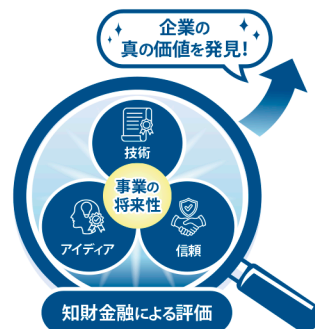 企業の
真の価値を発見!
技術
事業の
将来性
アイディア
信頼
知財金融による評価